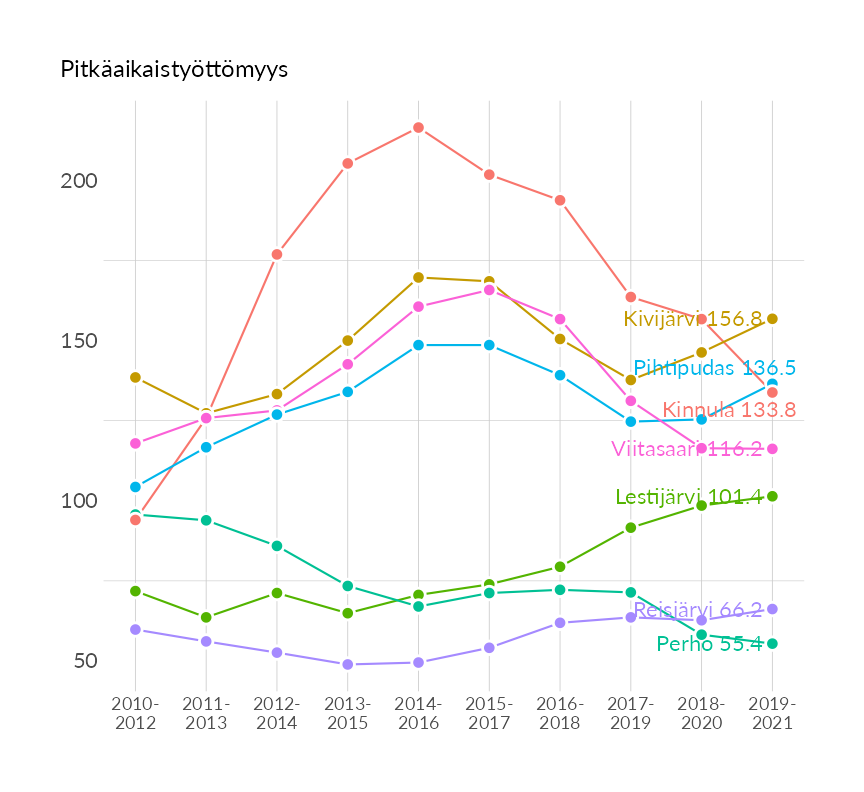 Pitkäaikaistyöttömyys
200
150
100
50
Kivijärvi 156.8
Pihtipudas 136.5
Kinnula 133.8
Viitasaari 116.2
Lestijärvi 101.4
Reisjärvi 66.2
Perho 55.4
2010- 2011- 2012- 2013- 2014- 2015- 2016- 2017- 2018- 2019-
2012 2013 2014 2015 2016 2017 2018 2019 2020 2021